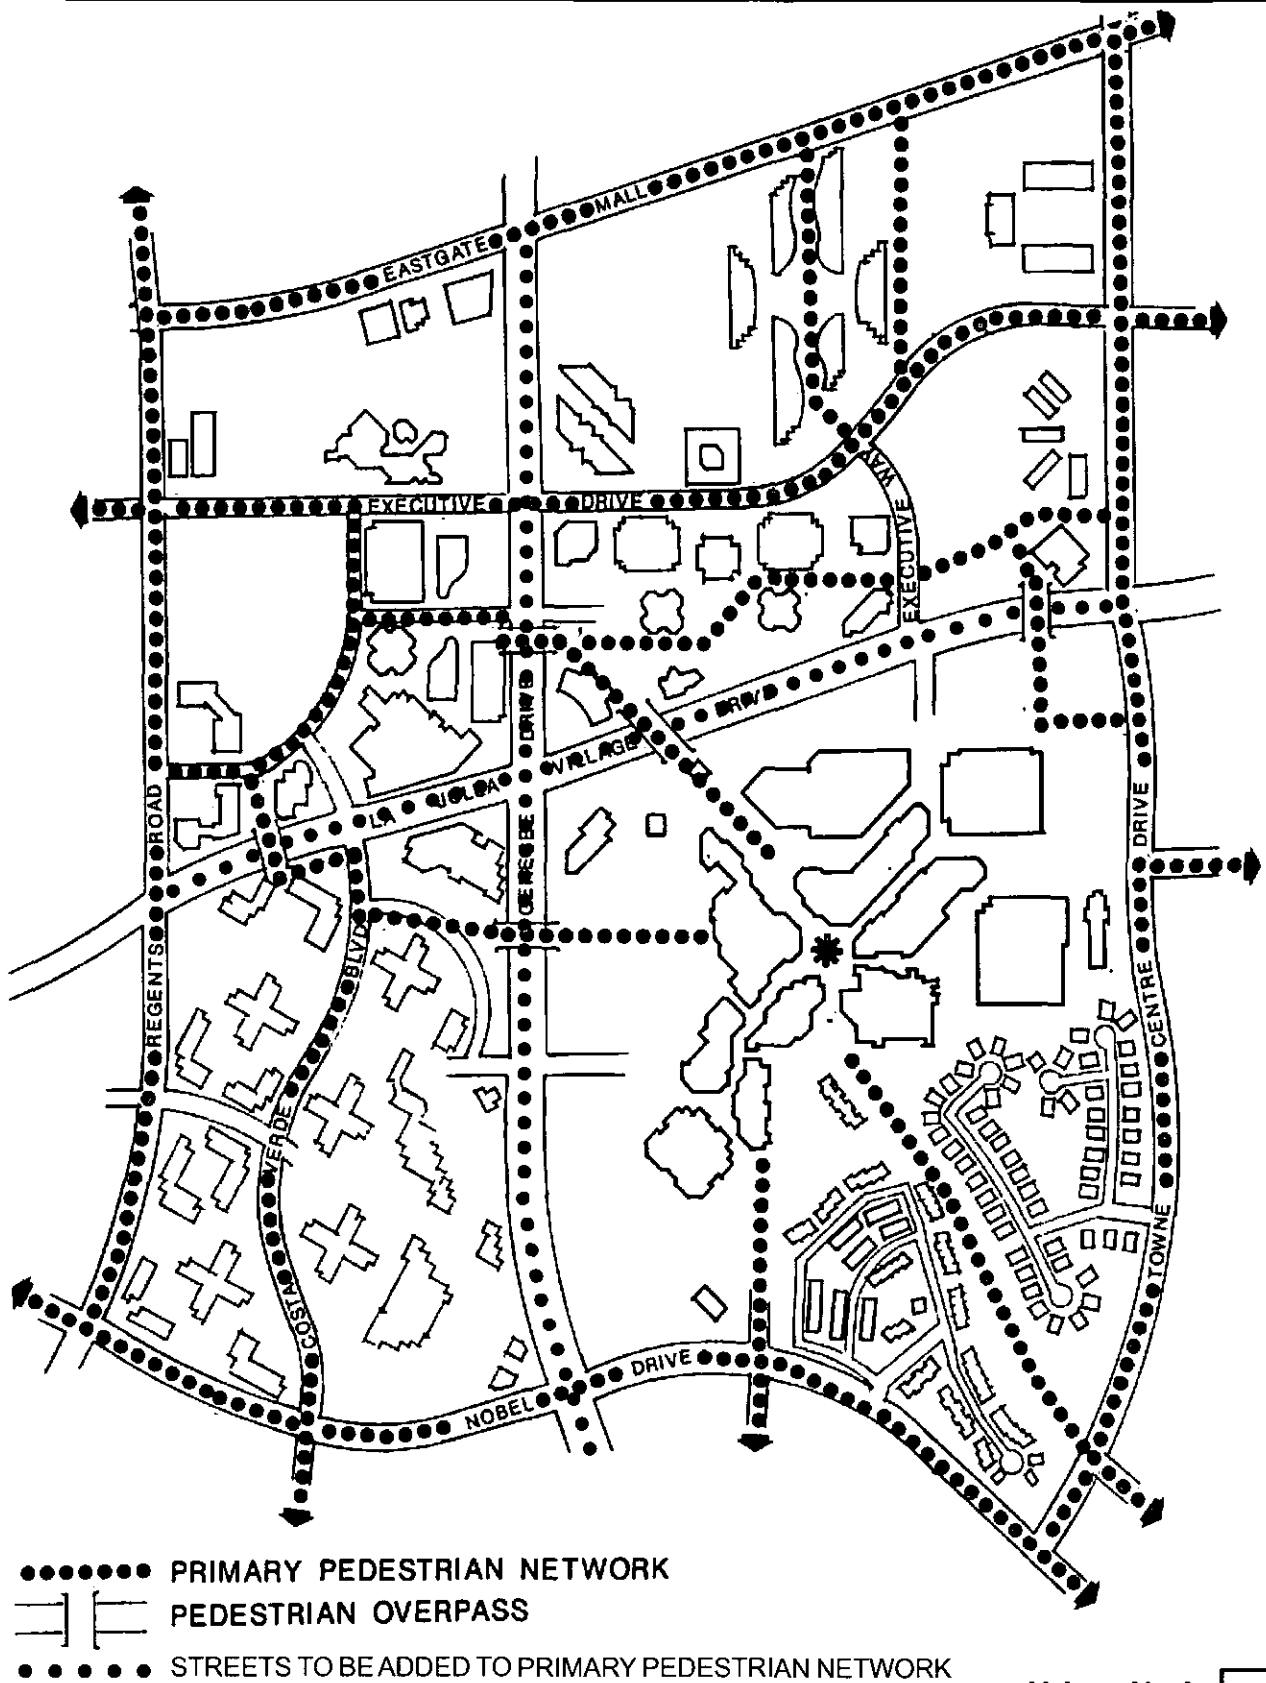 EASTGATE MALL
EXECUTIVE DRIVE
EXECUTIVE WAY
REGENTS ROAD
LA JOLLA VILLAGE DRIVE
GENESEE DRIVE
COSTA VERDE BLVD
TOWNE CENTRE DRIVE
NOBEL DRIVE
PRIMARY PEDESTRIAN NETWORK
PEDESTRIAN OVERPASS
STREETS TO BE ADDED TO PRIMARY PEDESTRIAN NETWORK